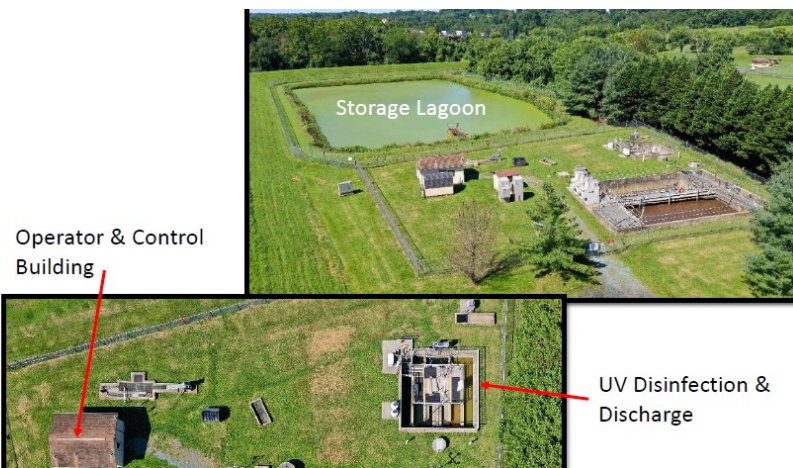 Storage Lagoon
Operator & Control
Building
UV Disinfection &
Discharge